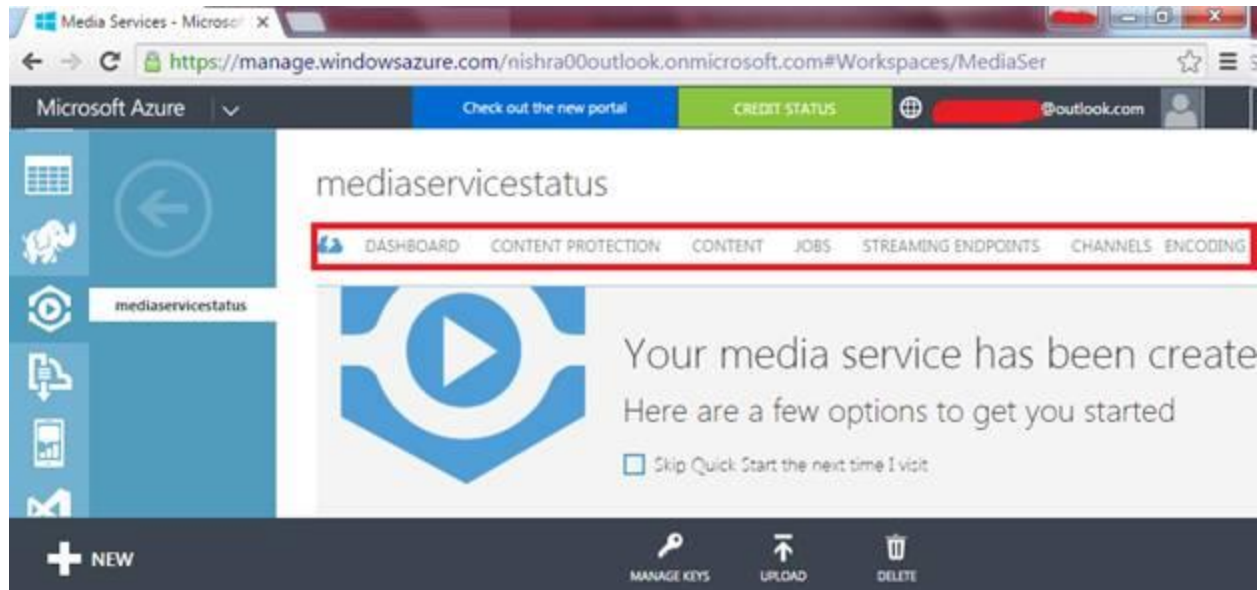 Media Services - Microsof
https://manage.windowsazure.com/nishra00outlook.onmicrosoft.com#Workspaces/MediaSer
Microsoft Azure Check out the new portal CREDIT STATUS @outlook.com
mediaservicestatus
DASHBOARD CONTENT PROTECTION CONTENT JOBS STREAMING ENDPOINTS CHANNELS ENCODING
mediaservicestatus
Your media service has been create
Here are a few options to get you started
Skip Quick Start the next time I visit
NEW MANAGE KEYS UPLOAD DELETE